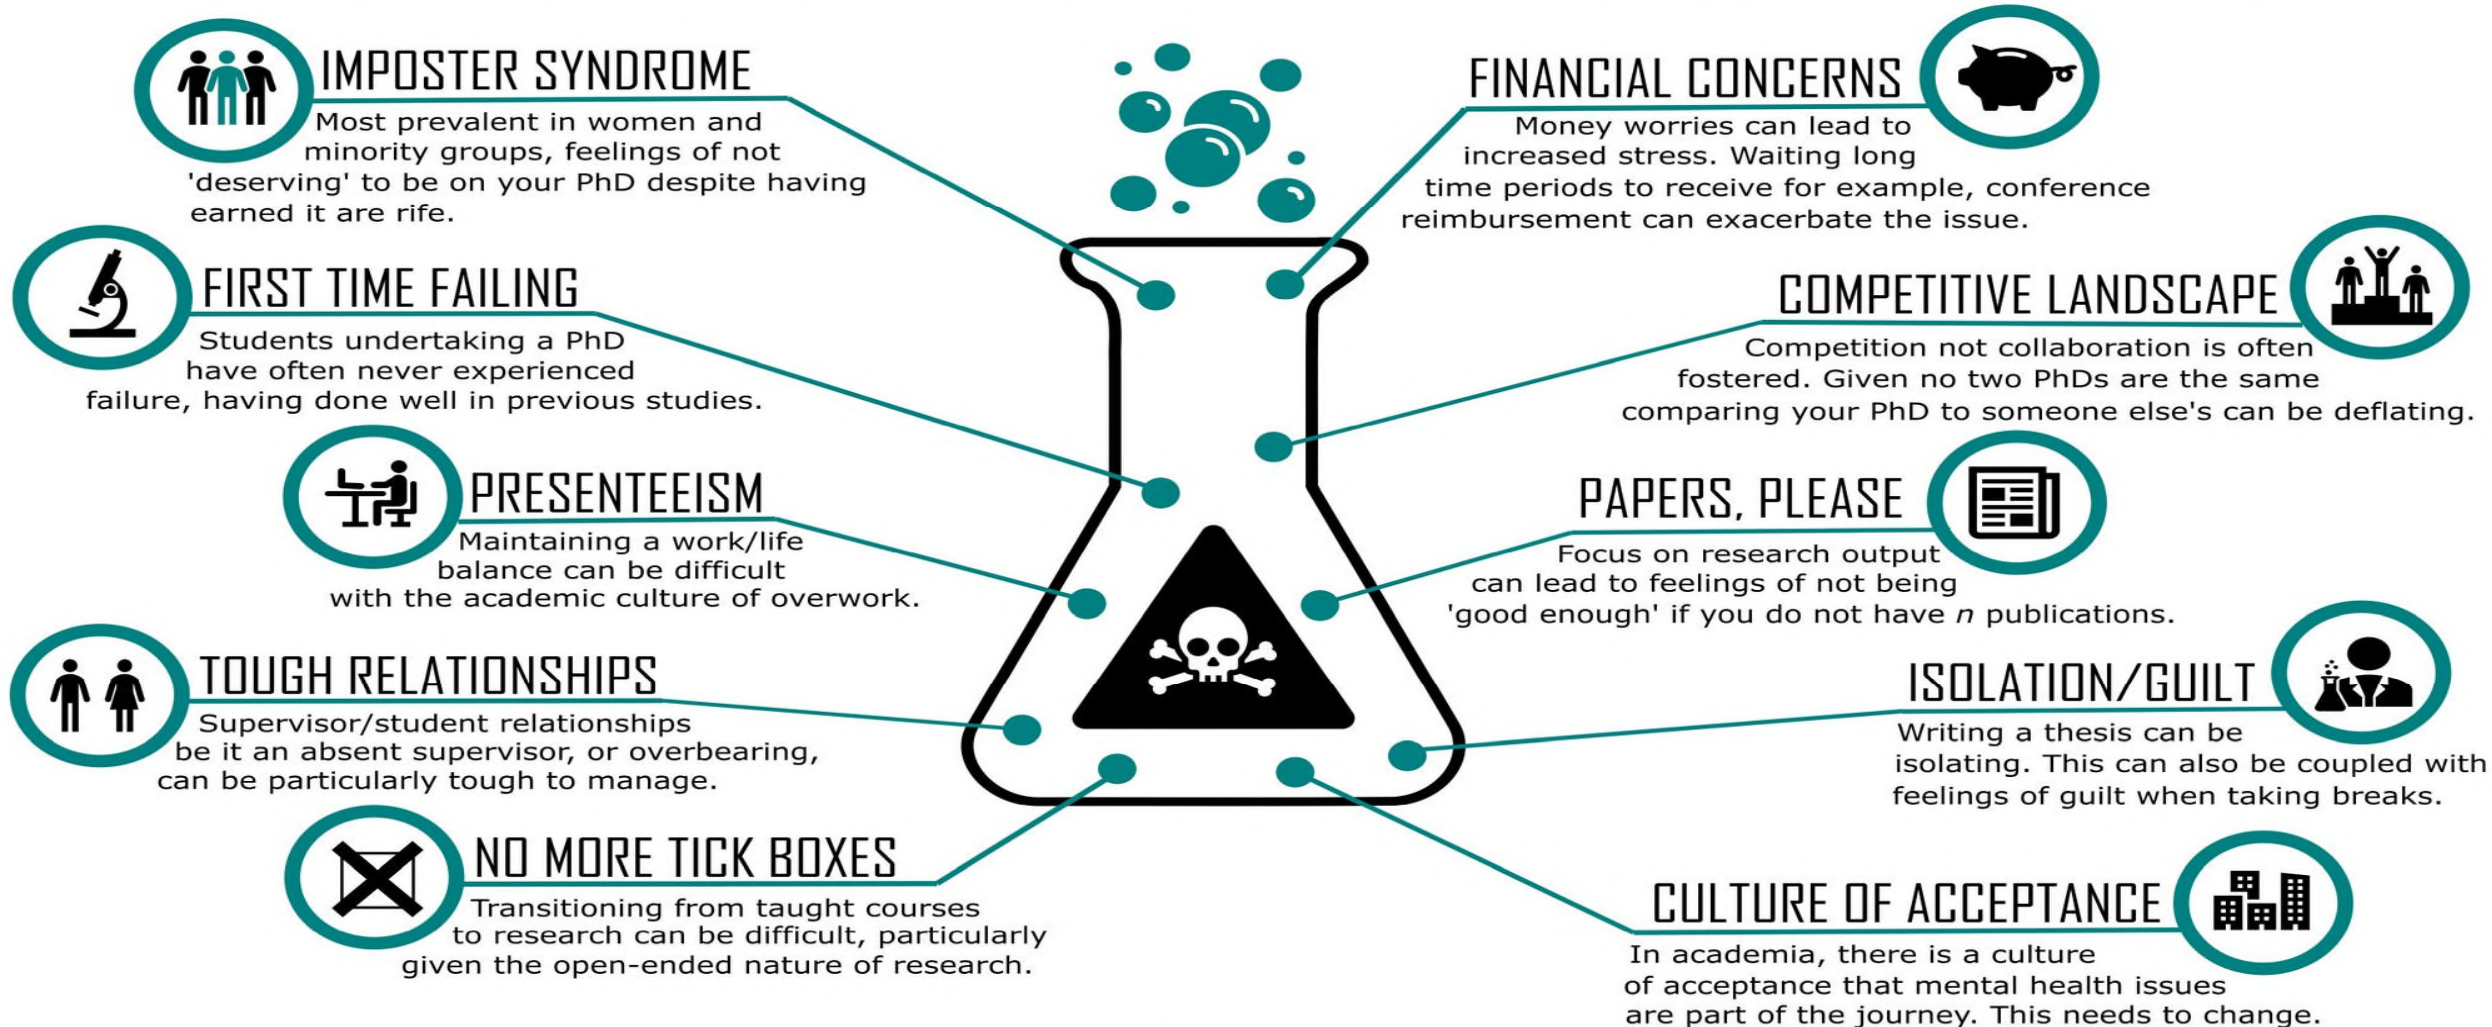 IMPOSTER SYNDROME
Most prevalent in women and
minority groups, feelings of not
'deserving' to be on your PhD despite having
earned it are rife.
FIRST TIME FAILING
Students undertaking a PhD
have often never experienced
failure, having done well in previous studies.
PRESENTEEISM
Maintaining a work/life
balance can be difficult
with the academic culture of overwork.
TOUGH RELATIONSHIPS
Supervisor/student relationships
be it an absent supervisor, or overbearing,
can be particularly tough to manage.
NO MORE TICK BOXES
Transitioning from taught courses
to research can be difficult, particularly
given the open-ended nature of research.
FINANCIAL CONCERNS
Money worries can lead to
increased stress. Waiting long
time periods to receive for example, conference
reimbursement can exacerbate the issue.
COMPETITIVE LANDSCAPE
Competition not collaboration is often
fostered. Given no two PhDs are the same
comparing your PhD to someone else's can be deflating.
PAPERS, PLEASE
Focus on research output
can lead to feelings of not being
'good enough' if you do not have n publications.
ISOLATION/GUILT
Writing a thesis can be
isolating. This can also be coupled with
feelings of guilt when taking breaks.
CULTURE OF ACCEPTANCE
In academia, there is a culture
of acceptance that mental health issues
are part of the journey. This needs to change.